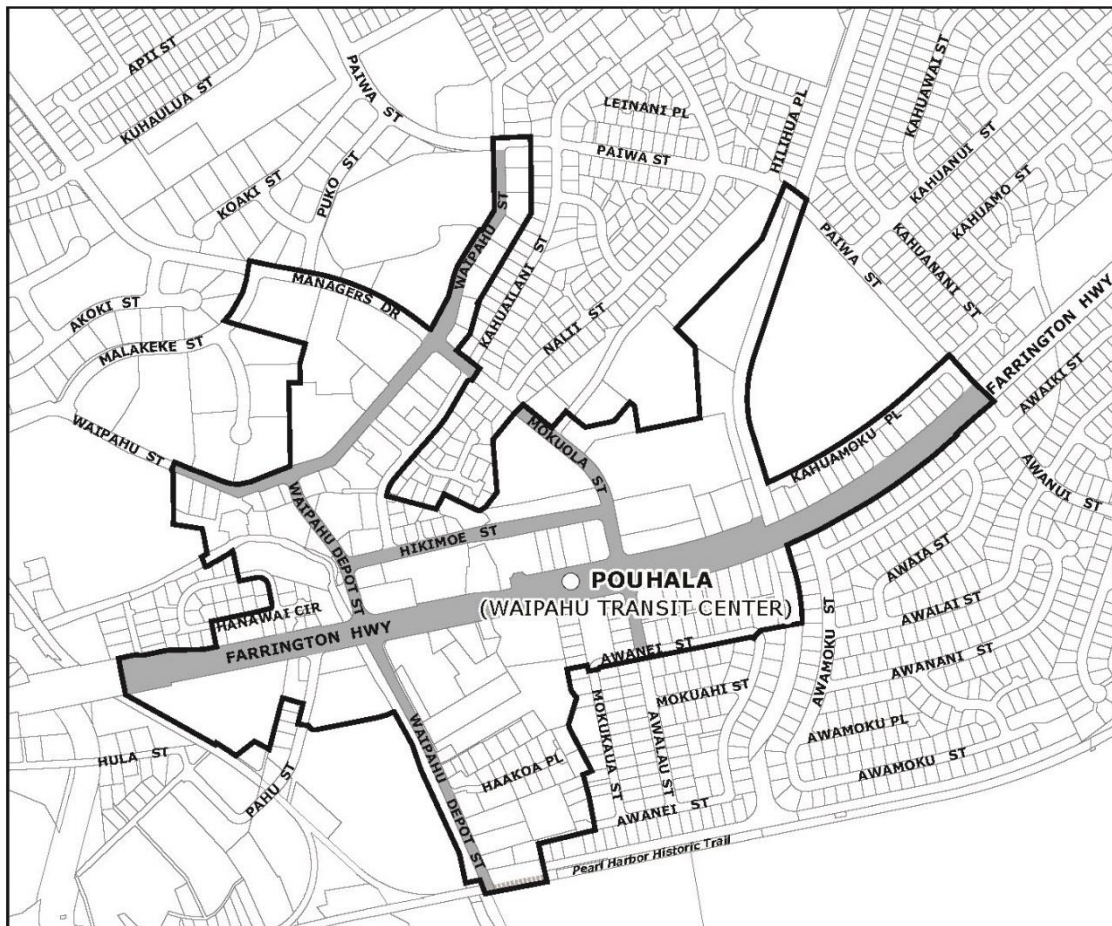 APII ST
KUHAULUA ST
PAIWA ST
KOAKI ST
PUKO ST
LEINANI PL
PAIWA ST
HILIHUA PL
KAHUAWAI ST
KAHUANUI ST
KAHUAMO ST
KAHUANANI ST
PAIWA ST
WAIPAHU ST
MANAGERS DR
KAHUAILANI ST
NALII ST
AKOKI ST
MALAKEKE ST
WAIPAHU ST
FARRINGTON HWY
AWAIKI ST
KAHUAMOKU PL
AWANUI ST
MOKUOLA ST
WAIPAHU DEPOT ST
HIKIMOE ST
POUHALA
(WAIPAHU TRANSIT CENTER)
AWAIA ST
AWALAI ST
HANAWAI CIR
FARRINGTON HWY
AWANEI ST
AWAMOKU ST
AWANANI ST
MOKUAHI ST
MOKUKAUA ST
AWALAU ST
AWAMOKU PL
AWAMOKU ST
HULA ST
PAHU ST
WAIPAHU DEPOT ST
HAAKOA PL
AWANEI ST
Pearl Harbor Historic Trail